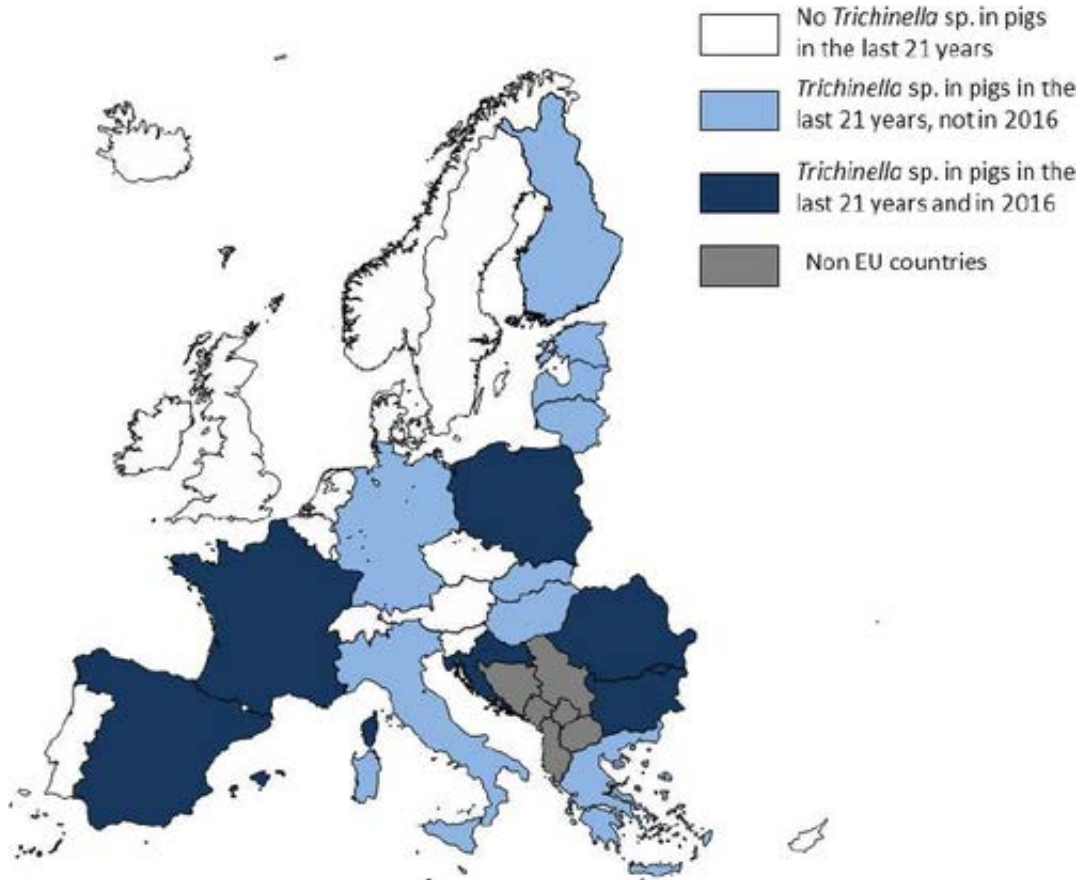 No Trichinella sp. in pigs
in the last 21 years
Trichinella sp. in pigs in the
last 21 years, not in 2016
Trichinella sp. in pigs in the
last 21 years and in 2016
Non EU countries